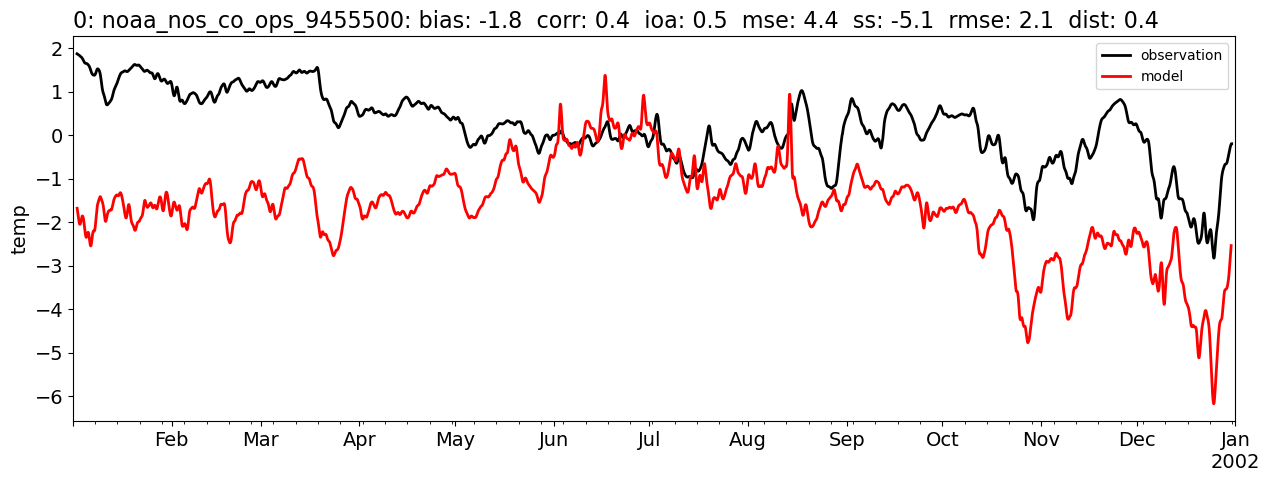 0: noaa_nos_co_ops_9455500: bias: -1.8  corr: 0.4  ioa: 0.5  mse: 4.4  ss: -5.1  rmse: 2.1  dist: 0.4
observation
model
temp
2
1
0
−1
−2
−3
−4
−5
−6
Feb Mar Apr May Jun Jul Aug Sep Oct Nov Dec Jan
2002